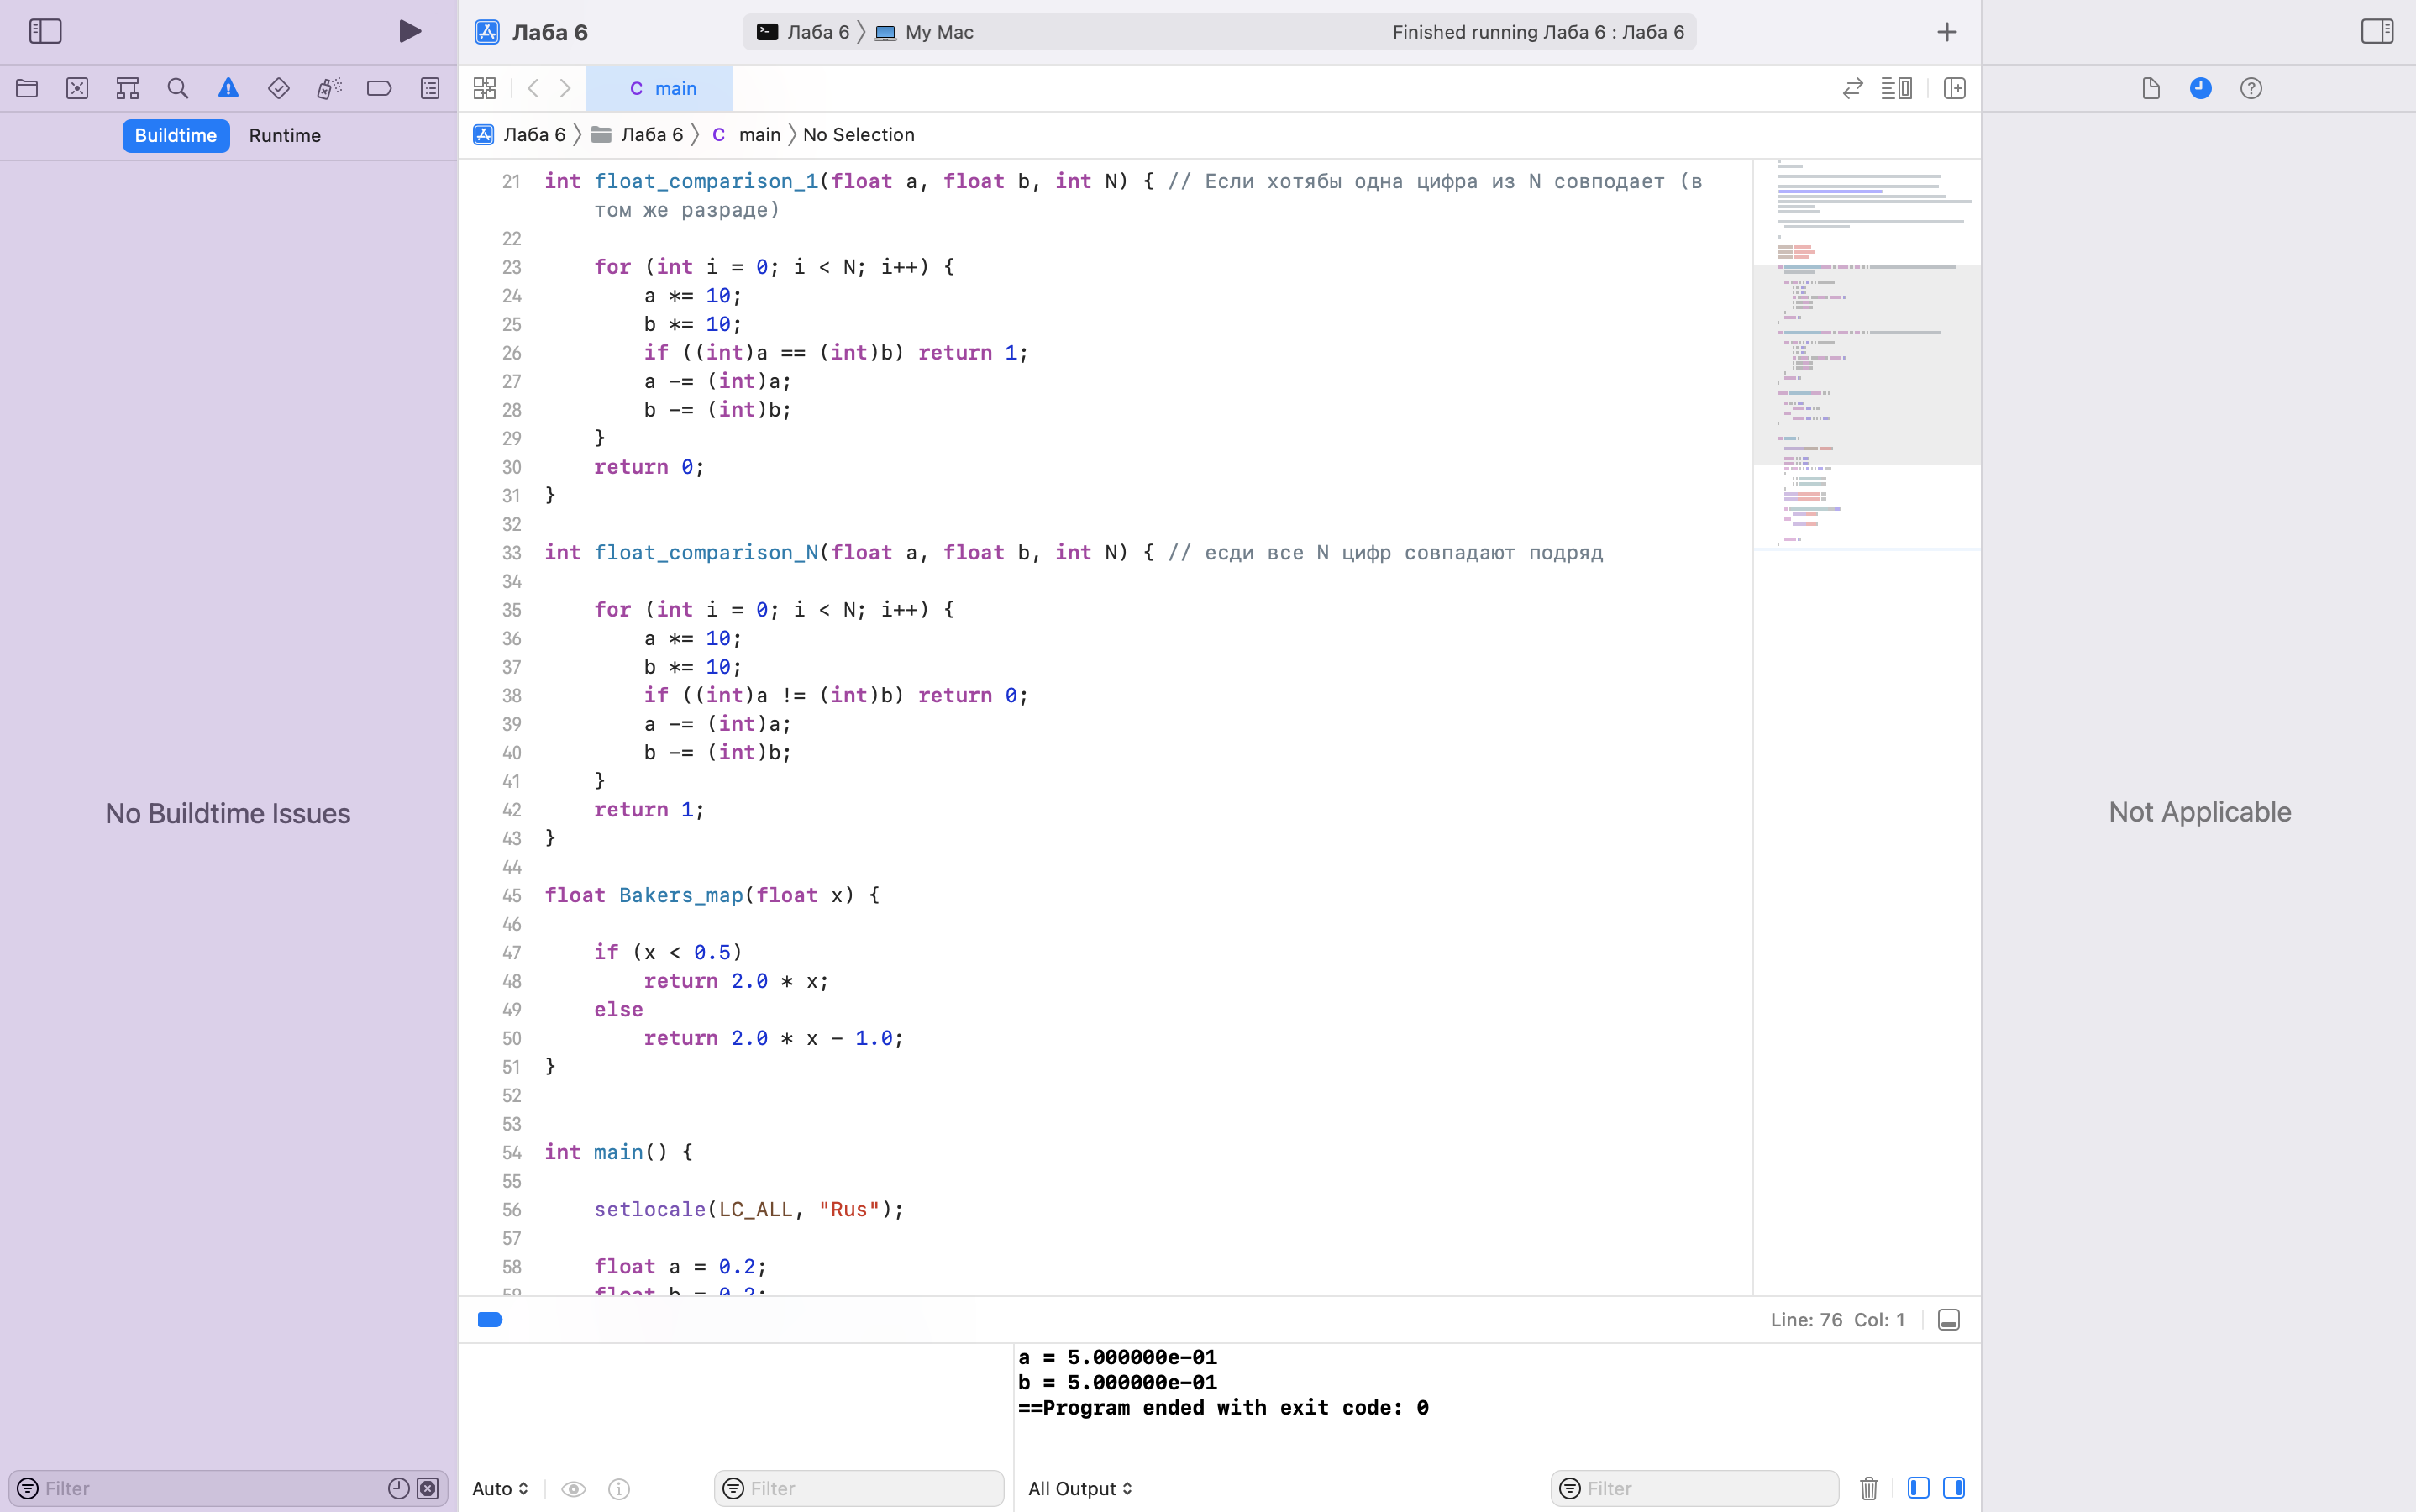 Лаба 6
Лаба 6 〉 My Mac
Finished running Лаба 6 : Лаба 6
C main
Buildtime Runtime
Лаба 6 〉 Лаба 6 〉 C main 〉 No Selection
21 int float_comparison_1(float a, float b, int N) { // Если хотябы одна цифра из N совподает (в
том же разраде)
22
23 for (int i = 0; i < N; i++) {
24 a *= 10;
25 b *= 10;
26 if ((int)a == (int)b) return 1;
27 a -= (int)a;
28 b -= (int)b;
29 }
30 return 0;
31 }
32
33 int float_comparison_N(float a, float b, int N) { // есди все N цифр совпадают подряд
34
35 for (int i = 0; i < N; i++) {
36 a *= 10;
37 b *= 10;
38 if ((int)a != (int)b) return 0;
39 a -= (int)a;
40 b -= (int)b;
41 }
42 return 1;
43 }
44
45 float Bakers_map(float x) {
46
47 if (x < 0.5)
48 return 2.0 * x;
49 else
50 return 2.0 * x - 1.0;
51 }
52
53
54 int main() {
55
56 setlocale(LC_ALL, "Rus");
57
58 float a = 0.2;
59 float b = 0.2;
No Buildtime Issues
Not Applicable
Line: 76 Col: 1
a = 5.000000e-01
b = 5.000000e-01
==Program ended with exit code: 0
Filter
Auto
Filter
All Output
Filter